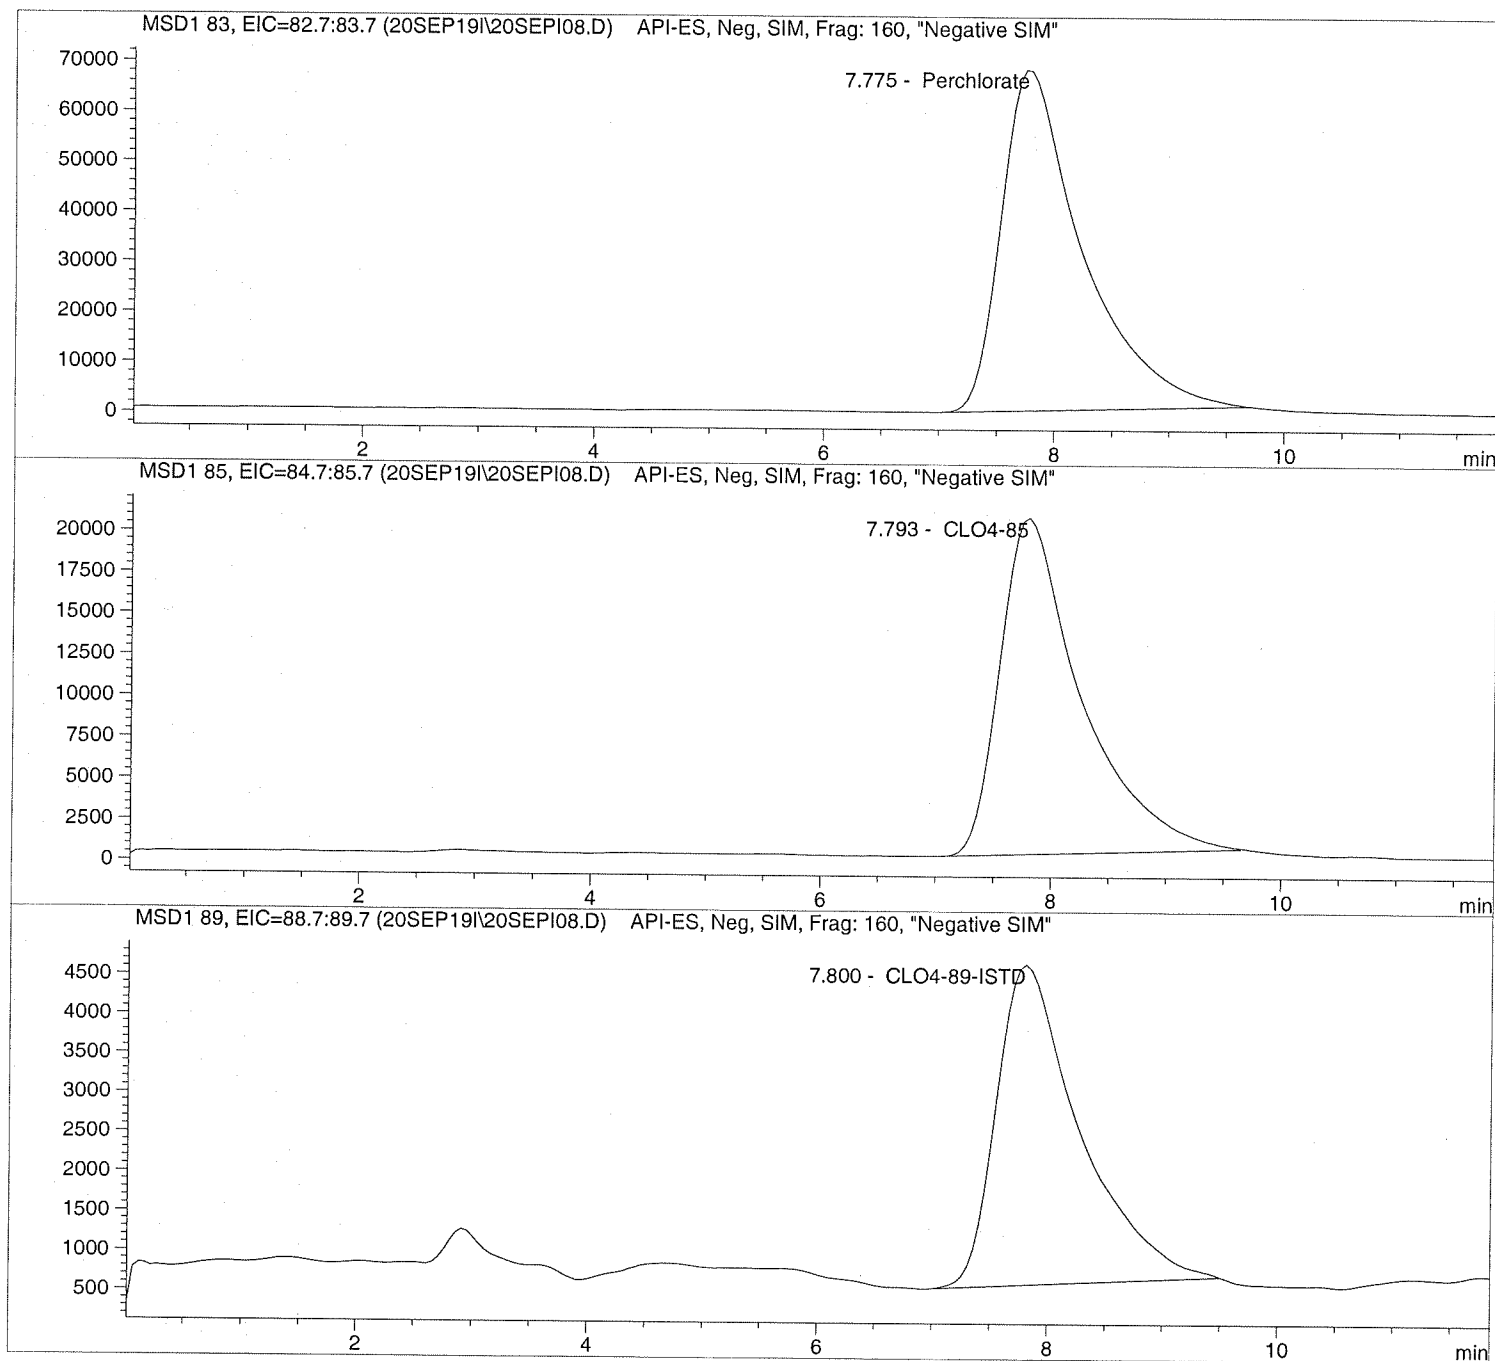 MSD1 83, EIC=82.7:83.7 (20SEP19I\20SEPI08.D) API-ES, Neg, SIM, Frag: 160, "Negative SIM"
70000
7.775 - Perchlorate
60000
50000
40000
30000
20000
10000
0
2 4 6 8 10 min
MSD1 85, EIC=84.7:85.7 (20SEP19I\20SEPI08.D) API-ES, Neg, SIM, Frag: 160, "Negative SIM"
20000
7.793 - CLO4-85
17500
15000
12500
10000
7500
5000
2500
0
2 4 6 8 10 min
MSD1 89, EIC=88.7:89.7 (20SEP19I\20SEPI08.D) API-ES, Neg, SIM, Frag: 160, "Negative SIM"
4500
7.800 - CLO4-89-ISTD
4000
3500
3000
2500
2000
1500
1000
500
2 4 6 8 10 min